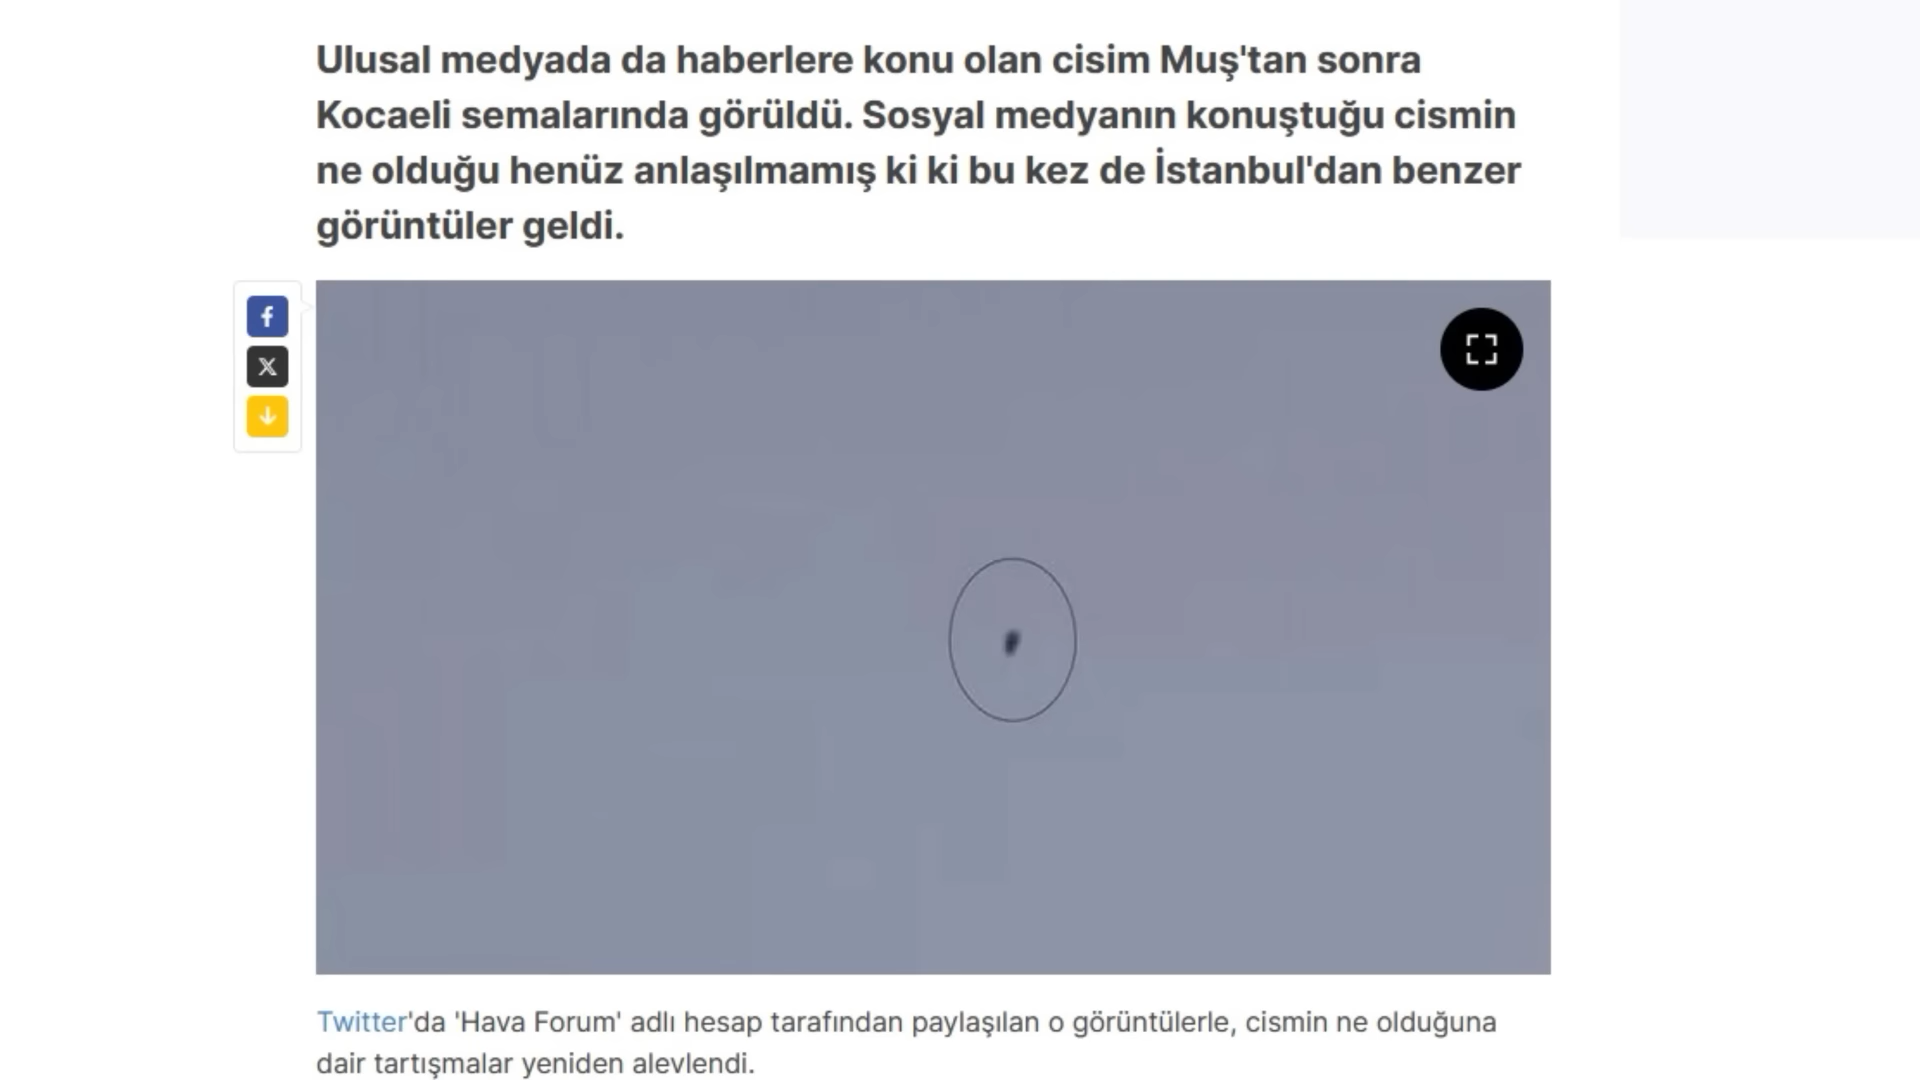 Ulusal medyada da haberlere konu olan cisim Muş'tan sonra
Kocaeli semalarında görüldü. Sosyal medyanın konuştuğu cismin
ne olduğu henüz anlaşılmamış ki ki bu kez de İstanbul'dan benzer
görüntüler geldi.
Twitter'da 'Hava Forum' adlı hesap tarafından paylaşılan o görüntülerle, cismin ne olduğuna
dair tartışmalar yeniden alevlendi.